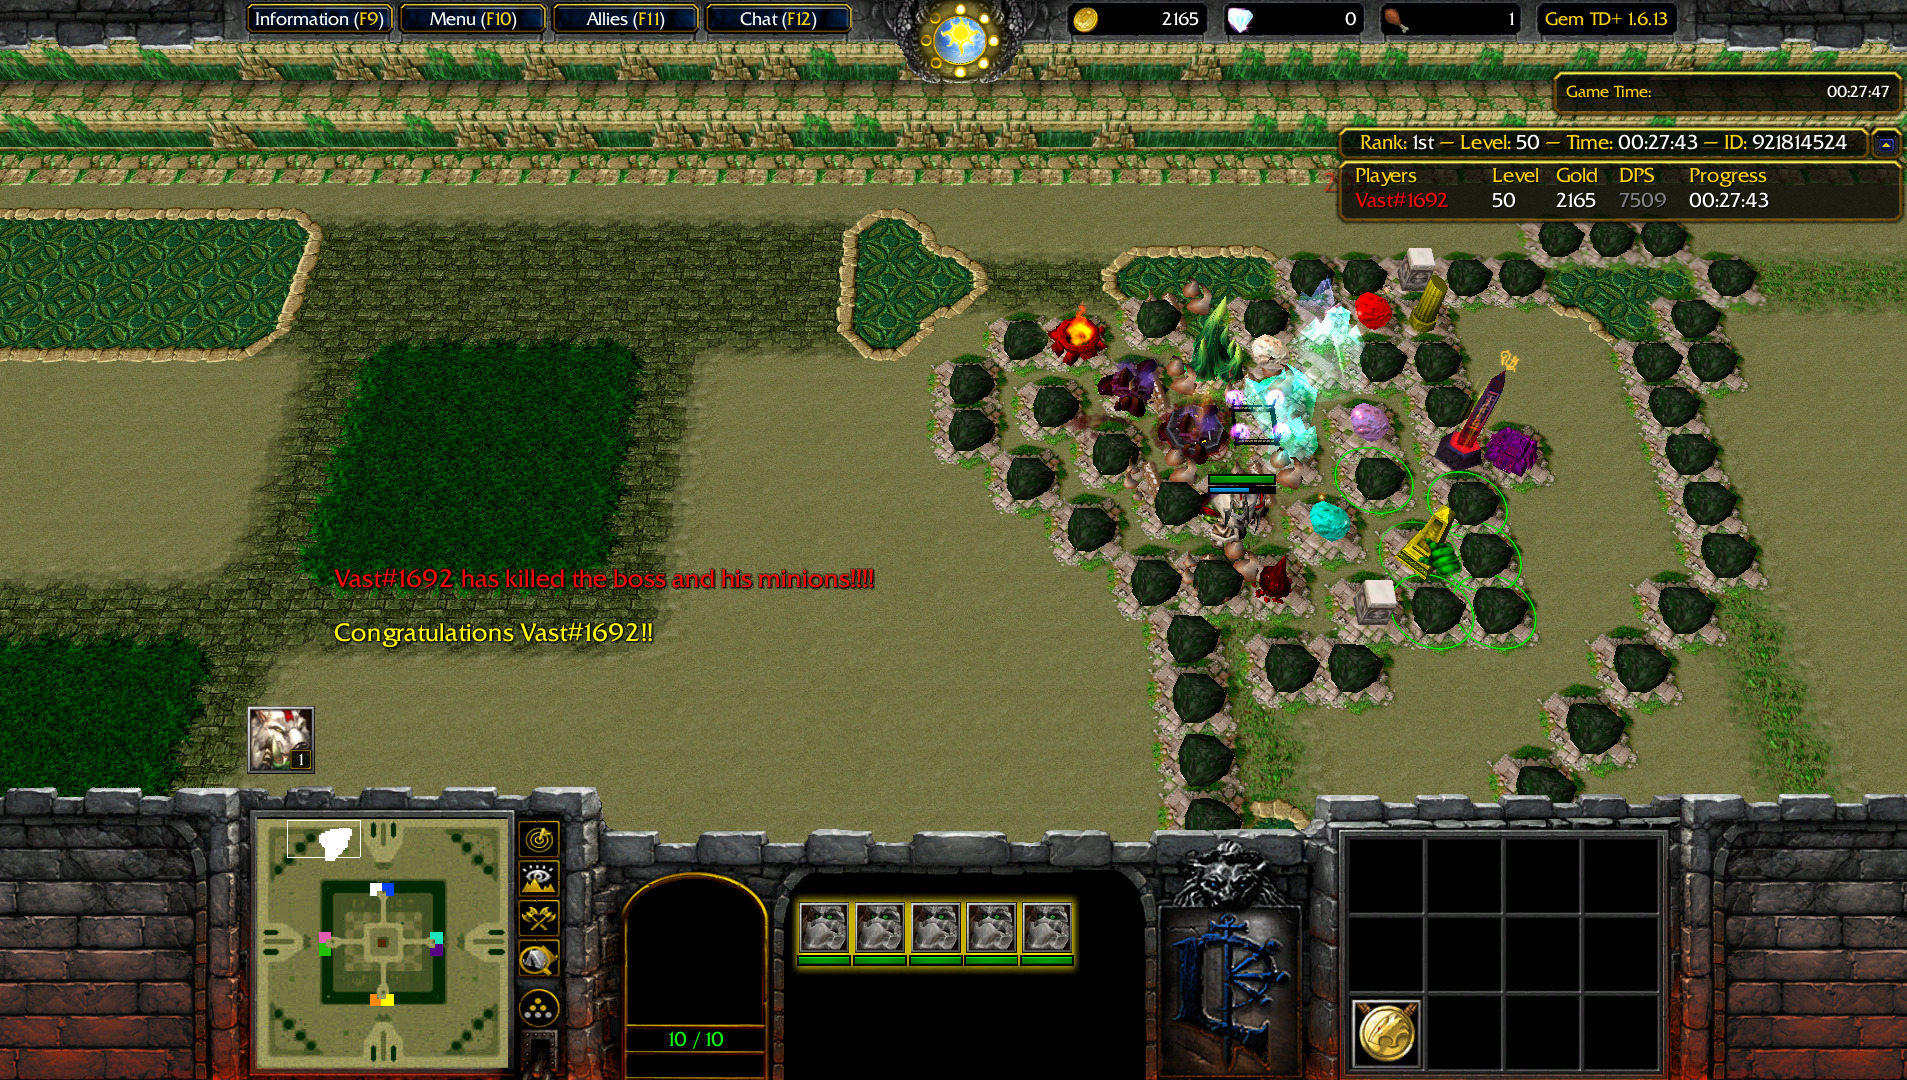 Information (F9)
Menu (F10)
Allies (F11)
Chat (F12)
2165
0
1
Gem TD+ 1.6.13
Game Time: 00:27:47
Rank: 1st — Level: 50 — Time: 00:27:43 — ID: 921814524
Players Level Gold DPS Progress
Vast#1692 50 2165 7509 00:27:43
Vast#1692 has killed the boss and his minions!!!!
Congratulations Vast#1692!!
1
10 / 10